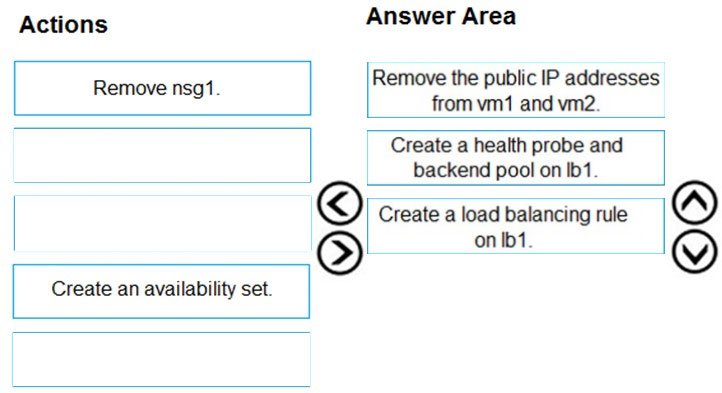 Actions
Remove nsg1.
Create an availability set.
Answer Area
Remove the public IP addresses
from vm1 and vm2.
Create a health probe and
backend pool on lb1.
Create a load balancing rule
on lb1.